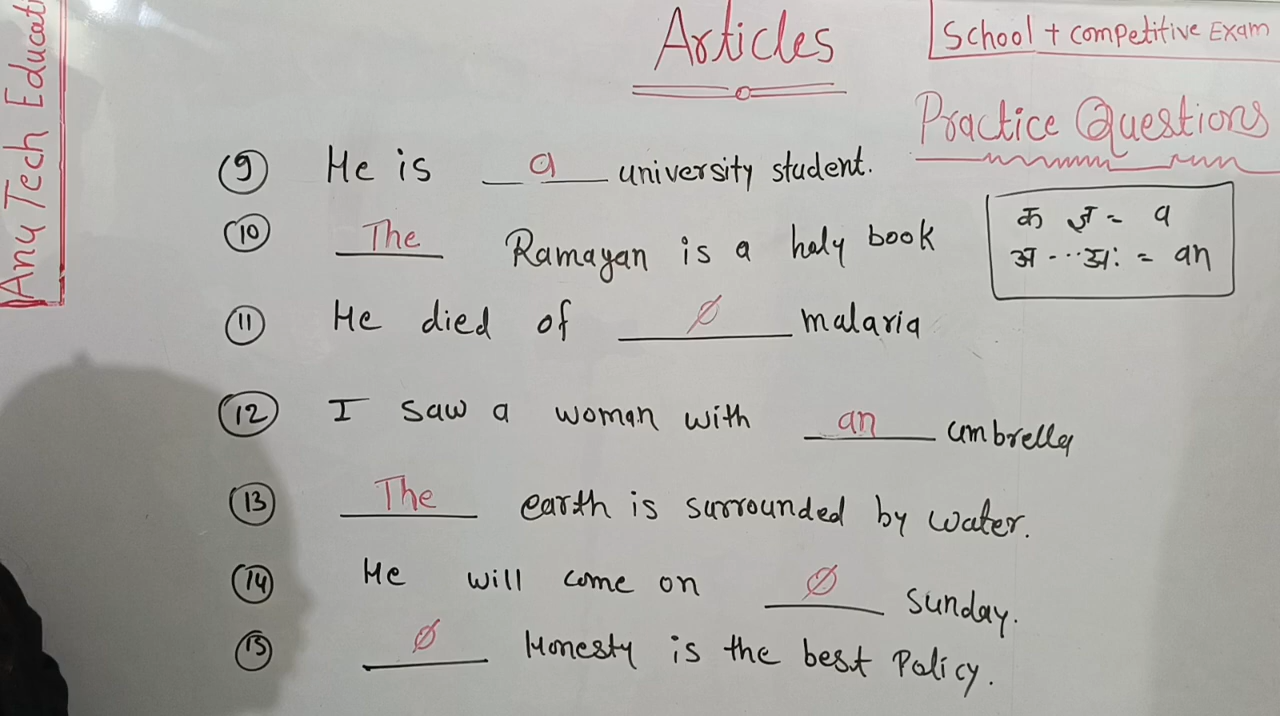 Articles
School + competitive Exam
Practice Questions
Any Tech Educati
(9) He is a university student.
(10) The Ramayan is a holy book
(11) He died of ∅ malaria
(12) I saw a woman with an umbrella
(13) The earth is surrounded by water.
(14) He will come on ∅ sunday.
(15) ∅ Honesty is the best Policy.
क ज्ञ = a
अ ... अः = an